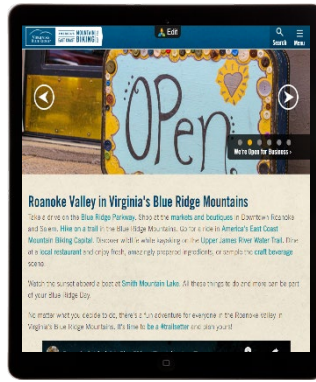 VIRGINIA'S
BLUE RIDGE
MOUNTAIN
BIKING
Edit
Search
Menu
OPen
We're Open for Business ›
Roanoke Valley in Virginia's Blue Ridge Mountains
Take a drive on the Blue Ridge Parkway. Shop at the markets and boutiques in Downtown Roanoke
and Salem. Hike on a trail in the Blue Ridge Mountains. Go for a ride in America's East Coast
Mountain Biking Capital. Discover wildlife while kayaking on the Upper James River Water Trail. Dine
at a local restaurant and enjoy fresh, amazingly prepared ingredients, or sample the craft beverage
scene.
Watch the sunset aboard a boat at Smith Mountain Lake. All these things to do and more can be part
of your Blue Ridge Day.
No matter what you decide to do, there's a fun adventure for everyone in the Roanoke Valley in
Virginia's Blue Ridge Mountains. It's time to be a #trailsetter and plan yours!